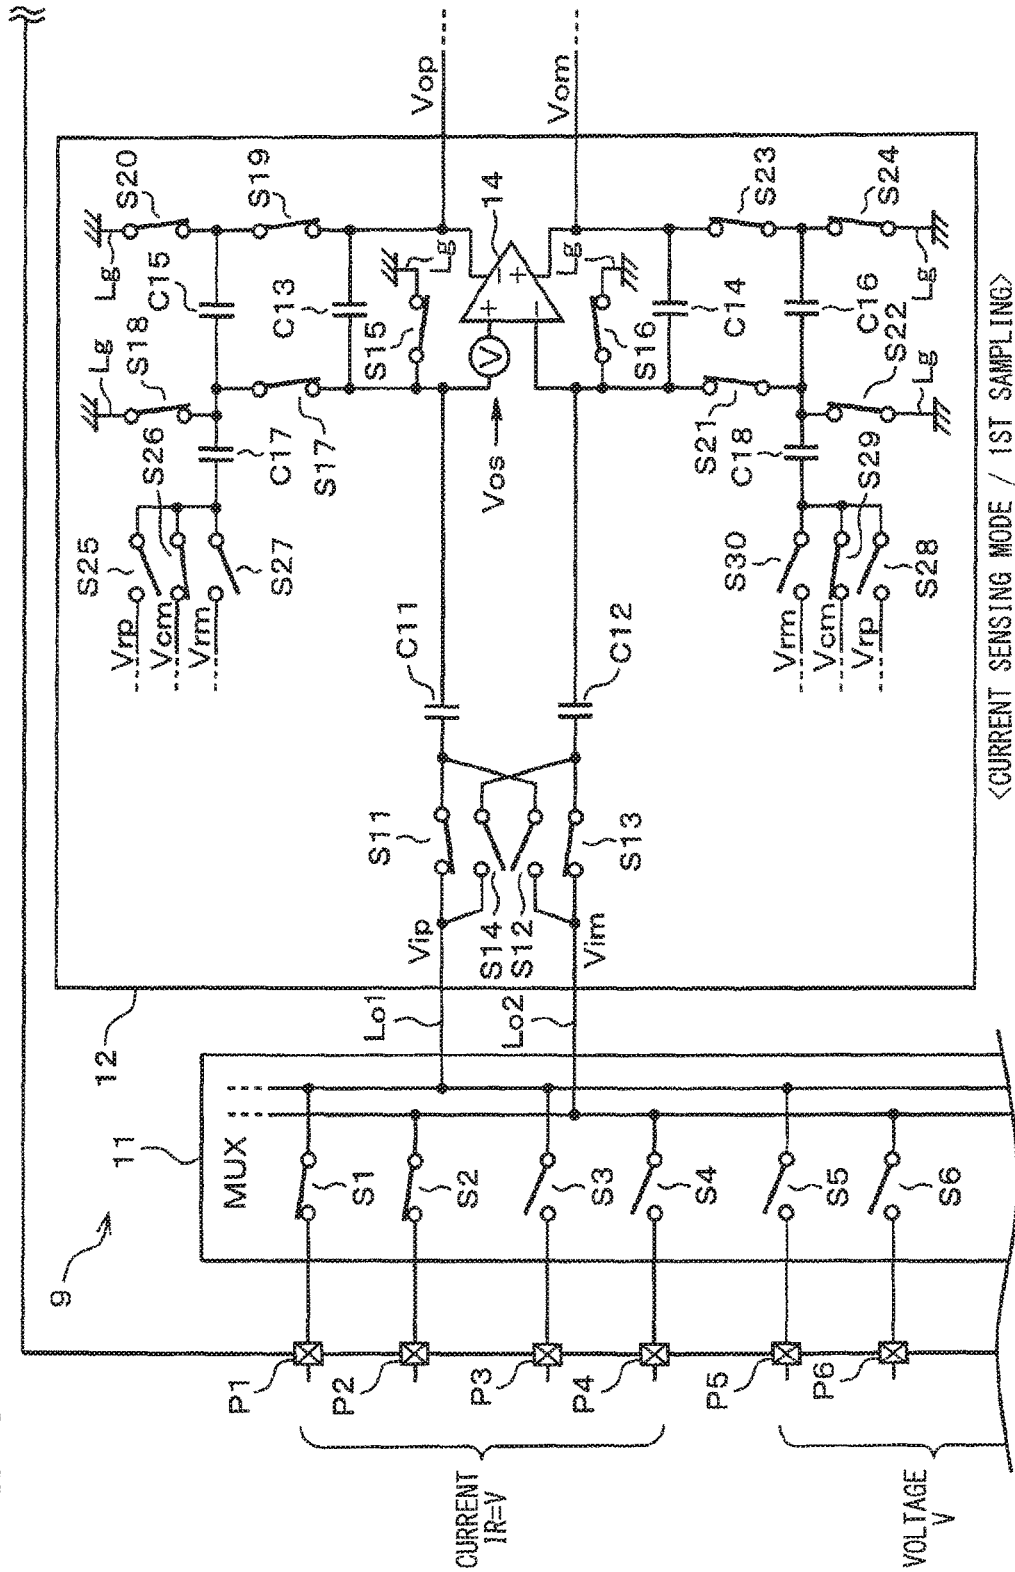 9
11
MUX
12
P1
P2
P3
P4
P5
P6
CURRENT
IR=V
VOLTAGE
V
S1
S2
S3
S4
S5
S6
Lo1
Lo2
Vip
Vim
S11
S14
S12
S13
C11
C12
Vrp
Vcm
Vrm
S25
S26
S27
C17
S18
Lg
C15
Lg
S20
S17
C13
S19
S15
Lg
Vos
V
+
−
−
+
14
Lg
S16
Vop
Vom
C14
S21
S23
C18
C16
S22
Lg
S24
Lg
Vrm
Vcm
Vrp
S30
S29
S28
<CURRENT SENSING MODE / 1ST SAMPLING>